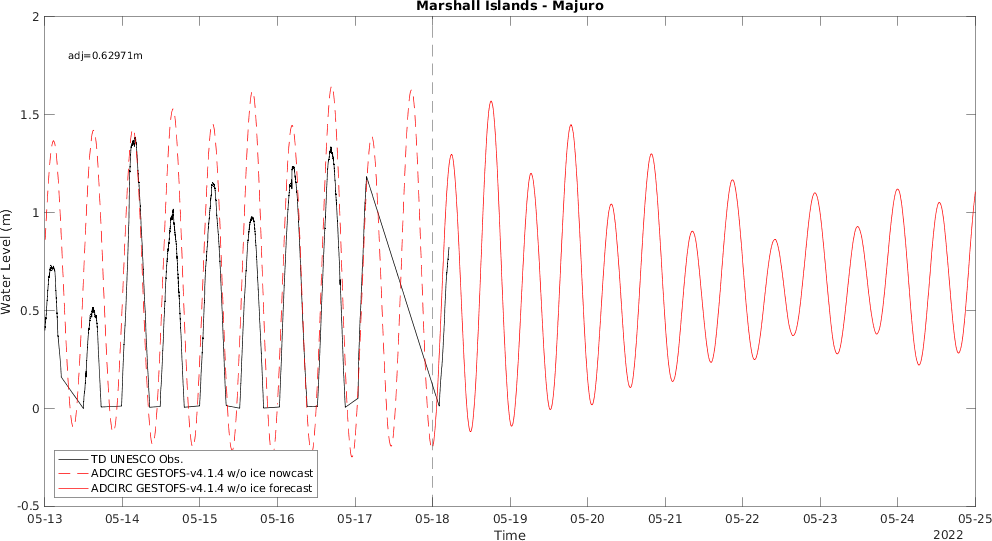 Marshall Islands - Majuro
2
adj=0.62971m
1.5
1
0.5
0
-0.5
Water Level (m)
TD UNESCO Obs.
ADCIRC GESTOFS-v4.1.4 w/o ice nowcast
ADCIRC GESTOFS-v4.1.4 w/o ice forecast
05-13 05-14 05-15 05-16 05-17 05-18 05-19 05-20 05-21 05-22 05-23 05-24 05-25
Time
2022